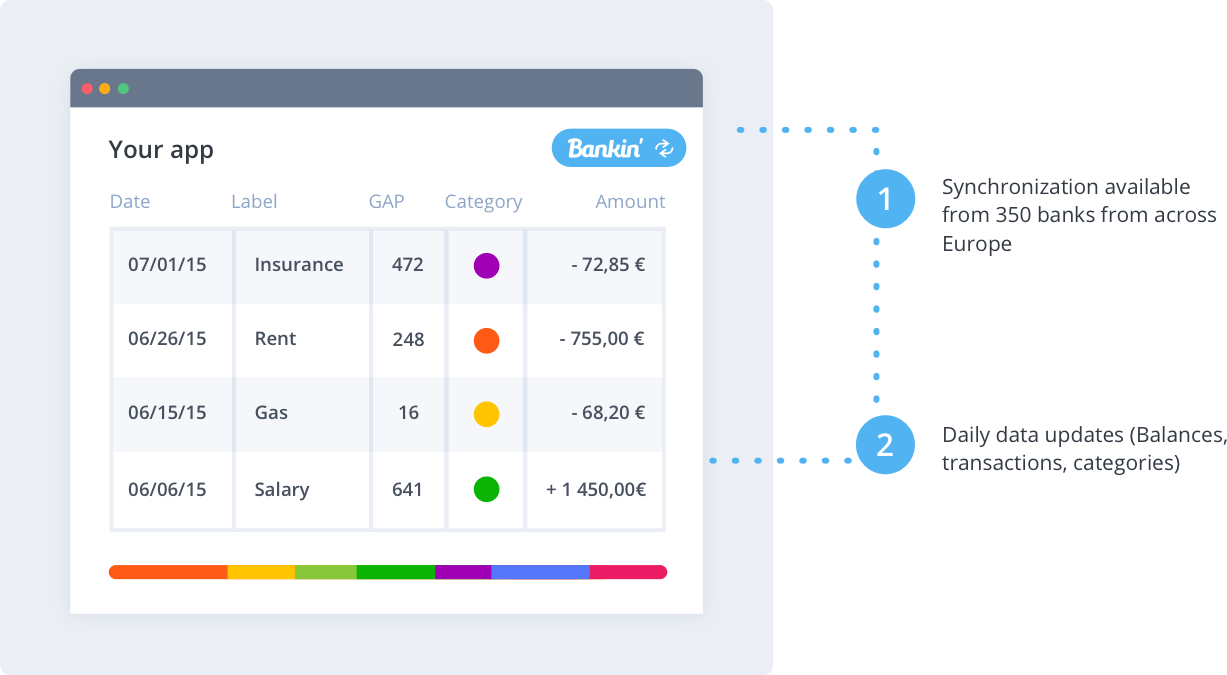 Your app
Bankin'
Date Label GAP Category Amount
07/01/15 Insurance 472 - 72,85 €
06/26/15 Rent 248 - 755,00 €
06/15/15 Gas 16 - 68,20 €
06/06/15 Salary 641 + 1 450,00€
1
Synchronization available
from 350 banks from across
Europe
2
Daily data updates (Balances,
transactions, categories)